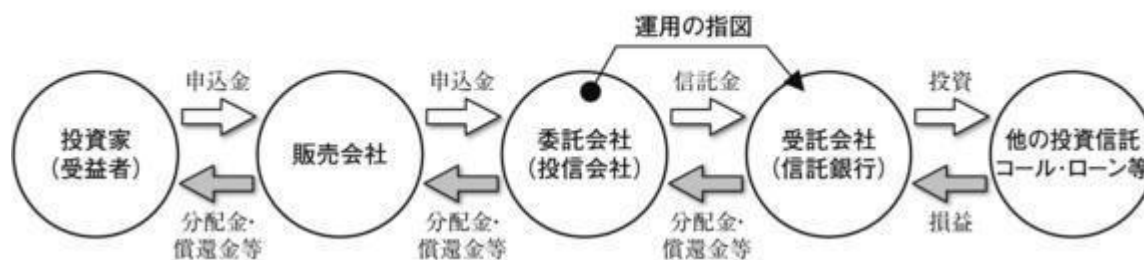 運用の指図
申込金
申込金
信託金
投資
投資家
(受益者)
販売会社
委託会社
(投信会社)
受託会社
(信託銀行)
他の投資信託
コール・ローン等
分配金・
償還金等
分配金・
償還金等
分配金・
償還金等
損益